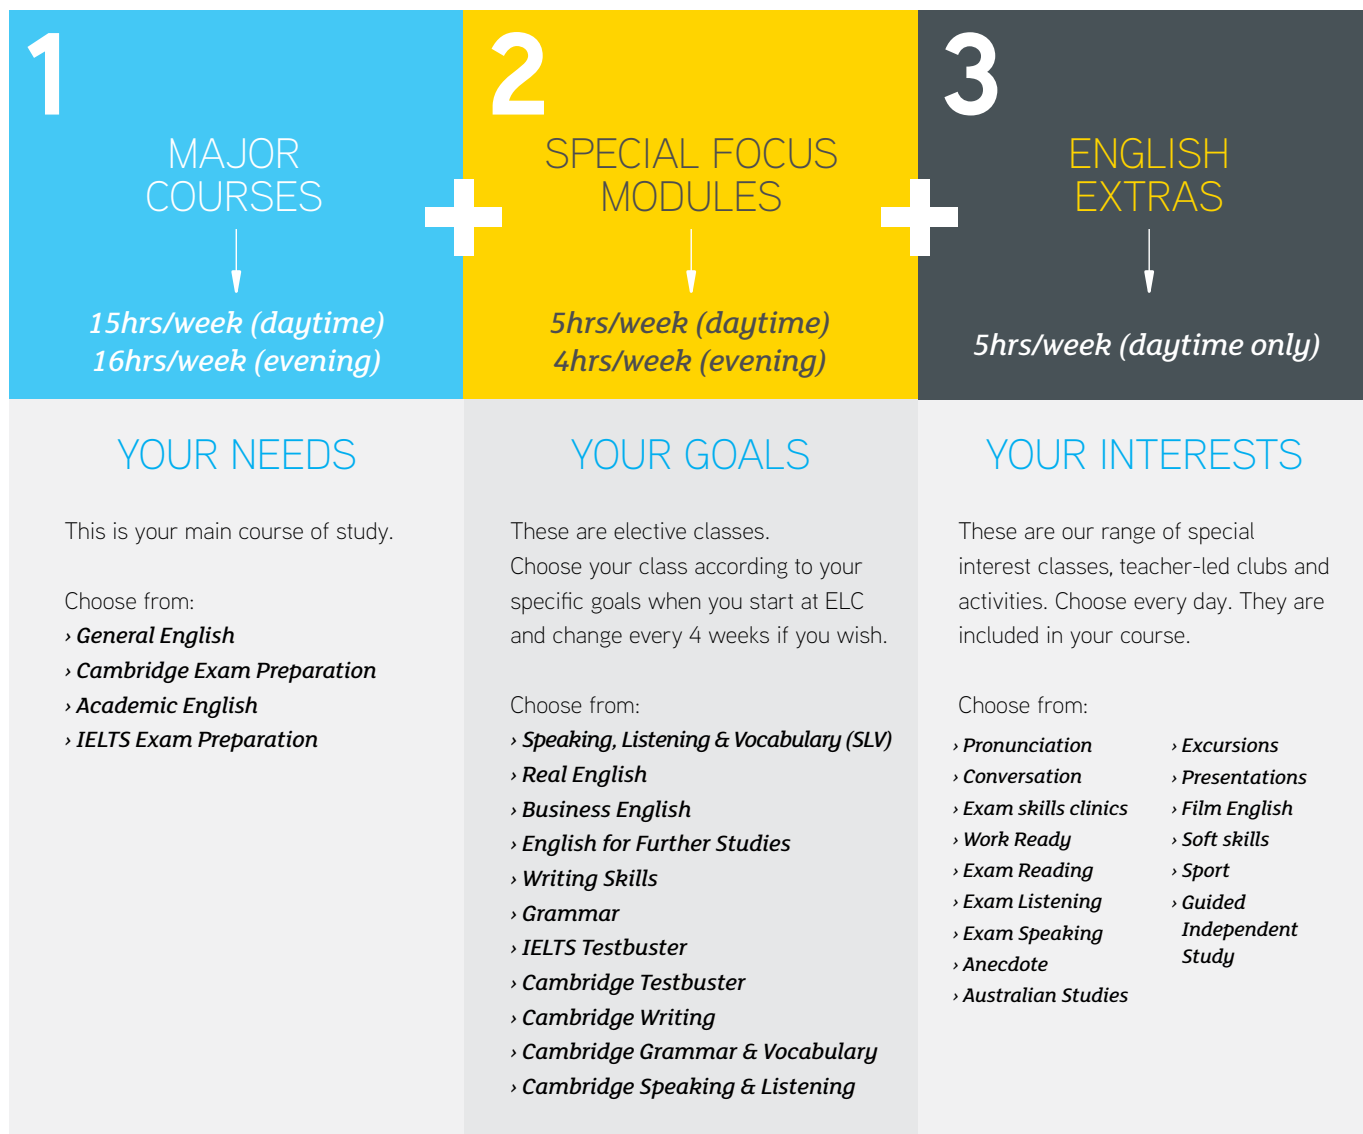 1
MAJOR
COURSES
15hrs/week (daytime)
16hrs/week (evening)
YOUR NEEDS
This is your main course of study.
Choose from:
› General English
› Cambridge Exam Preparation
› Academic English
› IELTS Exam Preparation
+
2
SPECIAL FOCUS
MODULES
5hrs/week (daytime)
4hrs/week (evening)
YOUR GOALS
These are elective classes.
Choose your class according to your
specific goals when you start at ELC
and change every 4 weeks if you wish.
Choose from:
› Speaking, Listening & Vocabulary (SLV)
› Real English
› Business English
› English for Further Studies
› Writing Skills
› Grammar
› IELTS Testbuster
› Cambridge Testbuster
› Cambridge Writing
› Cambridge Grammar & Vocabulary
› Cambridge Speaking & Listening
+
3
ENGLISH
EXTRAS
5hrs/week (daytime only)
YOUR INTERESTS
These are our range of special
interest classes, teacher-led clubs and
activities. Choose every day. They are
included in your course.
Choose from:
› Pronunciation
› Conversation
› Exam skills clinics
› Work Ready
› Exam Reading
› Exam Listening
› Exam Speaking
› Anecdote
› Australian Studies
› Excursions
› Presentations
› Film English
› Soft skills
› Sport
› Guided
Independent
Study